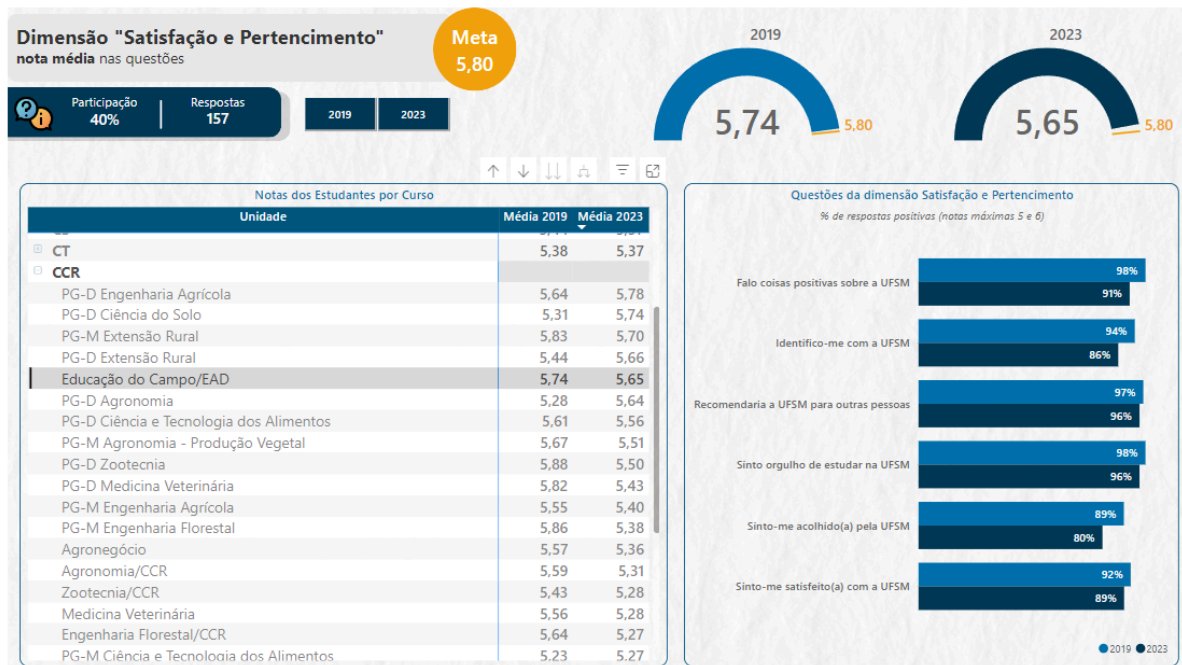 Dimensão "Satisfação e Pertencimento"
nota média nas questões
Meta
5,80
Participação
40%
Respostas
157
2019
2023
2019
5,74
5,80
2023
5,65
5,80
Notas dos Estudantes por Curso
Unidade Média 2019 Média 2023
CT 5,38 5,37
CCR
PG-D Engenharia Agrícola 5,64 5,78
PG-D Ciência do Solo 5,31 5,74
PG-M Extensão Rural 5,83 5,70
PG-D Extensão Rural 5,44 5,66
Educação do Campo/EAD 5,74 5,65
PG-D Agronomia 5,28 5,64
PG-D Ciência e Tecnologia dos Alimentos 5,61 5,56
PG-M Agronomia - Produção Vegetal 5,67 5,51
PG-D Zootecnia 5,88 5,50
PG-D Medicina Veterinária 5,82 5,43
PG-M Engenharia Agrícola 5,55 5,40
PG-M Engenharia Florestal 5,86 5,38
Agronegócio 5,57 5,36
Agronomia/CCR 5,59 5,31
Zootecnia/CCR 5,43 5,28
Medicina Veterinária 5,56 5,28
Engenharia Florestal/CCR 5,64 5,27
PG-M Ciência e Tecnologia dos Alimentos 5,23 5,27
Questões da dimensão Satisfação e Pertencimento
% de respostas positivas (notas máximas 5 e 6)
Falo coisas positivas sobre a UFSM 98%
91%
Identifico-me com a UFSM 94%
86%
Recomendaria a UFSM para outras pessoas 97%
96%
Sinto orgulho de estudar na UFSM 98%
96%
Sinto-me acolhido(a) pela UFSM 89%
80%
Sinto-me satisfeito(a) com a UFSM 92%
89%
2019 2023